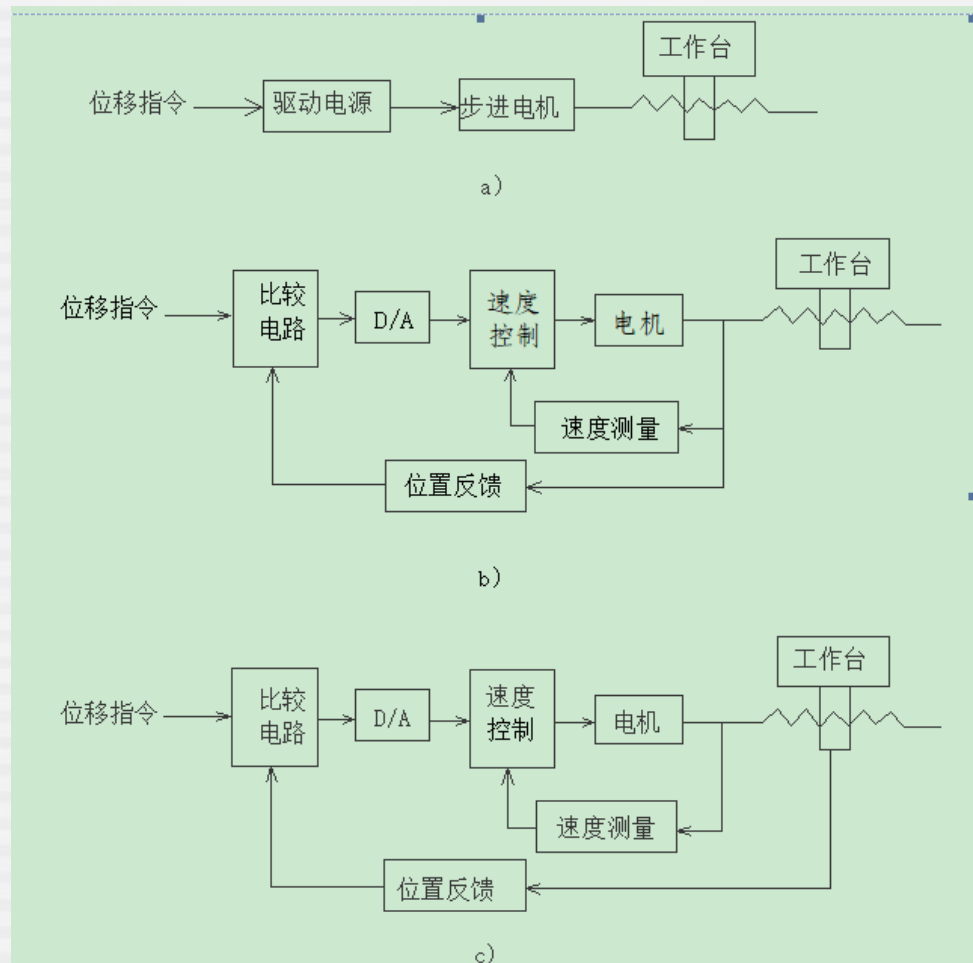 工作台
位移指令
驱动电源
步进电机
a)
工作台
位移指令
比较
电路
D/A
速度
控制
电机
速度测量
位置反馈
b)
工作台
位移指令
比较
电路
D/A
速度
控制
电机
速度测量
位置反馈
c)